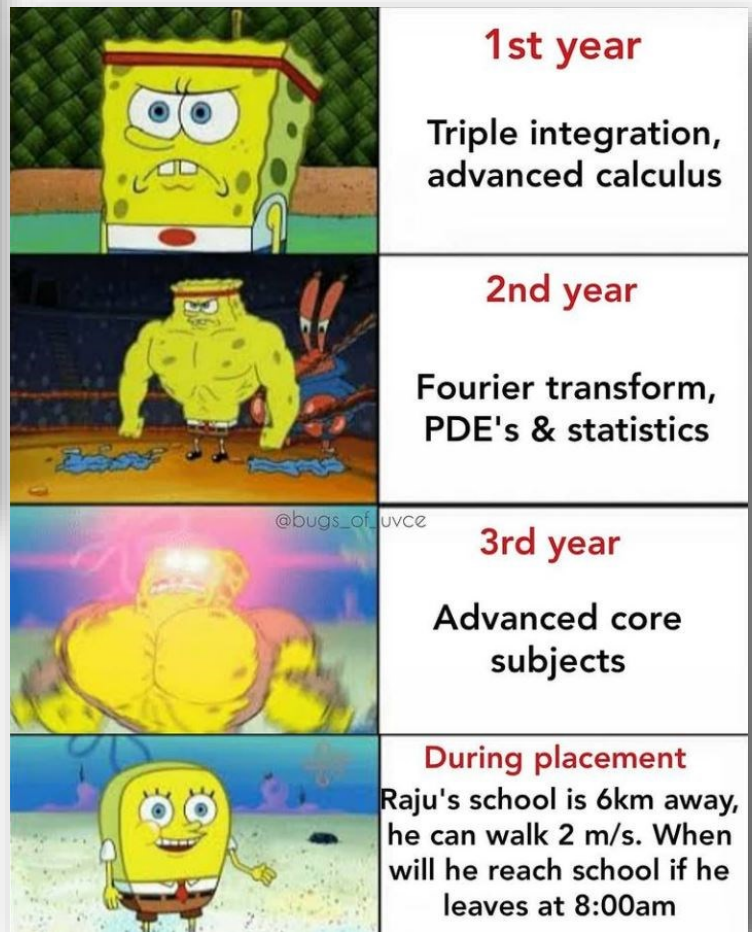 1st year
Triple integration,
advanced calculus
2nd year
Fourier transform,
PDE's & statistics
@bugs_of_uvce
3rd year
Advanced core
subjects
During placement
Raju's school is 6km away,
he can walk 2 m/s. When
will he reach school if he
leaves at 8:00am